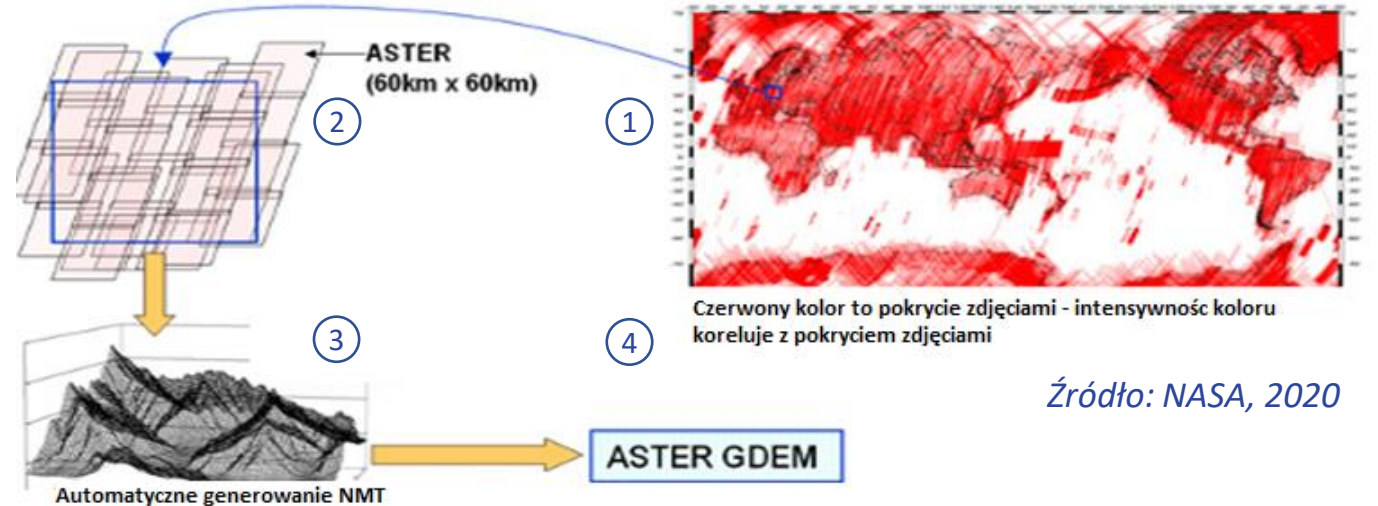 ASTER
(60km x 60km)
2
1
Czerwony kolor to pokrycie zdjęciami - intensywnośc koloru
koreluje z pokryciem zdjęciami
3
4
Źródło: NASA, 2020
ASTER GDEM
Automatyczne generowanie NMT